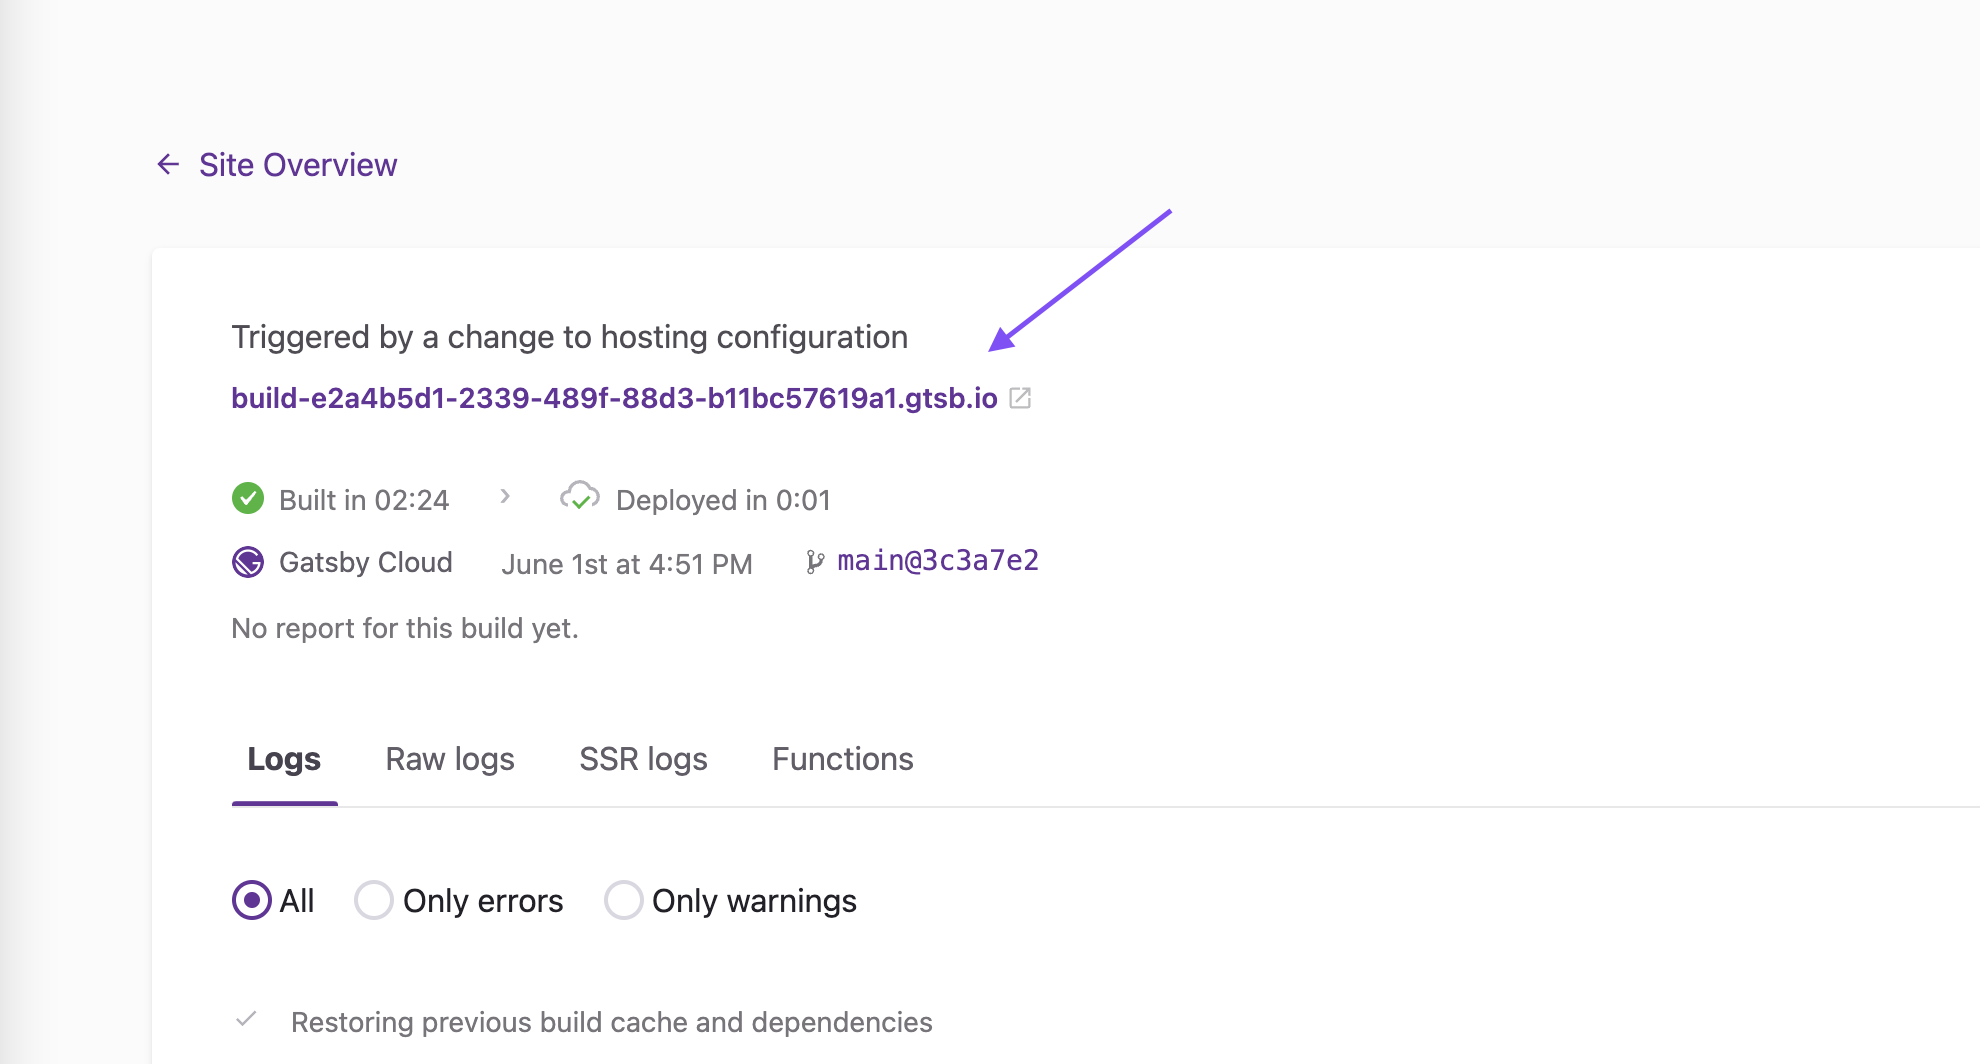 Site Overview
Triggered by a change to hosting configuration
build-e2a4b5d1-2339-489f-88d3-b11bc57619a1.gtsb.io
Built in 02:24 › Deployed in 0:01
Gatsby Cloud June 1st at 4:51 PM main@3c3a7e2
No report for this build yet.
Logs Raw logs SSR logs Functions
All Only errors Only warnings
Restoring previous build cache and dependencies